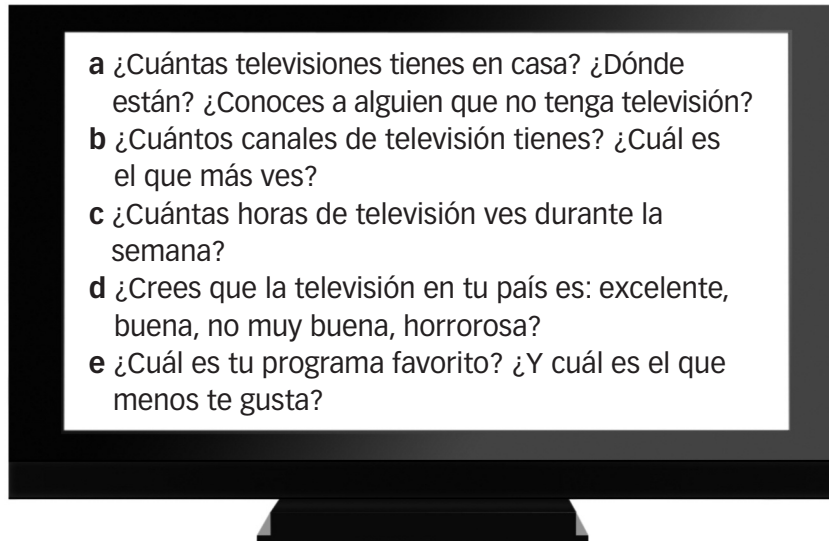 a ¿Cuántas televisiones tienes en casa? ¿Dónde
están? ¿Conoces a alguien que no tenga televisión?
b ¿Cuántos canales de televisión tienes? ¿Cuál es
el que más ves?
c ¿Cuántas horas de televisión ves durante la
semana?
d ¿Crees que la televisión en tu país es: excelente,
buena, no muy buena, horrorosa?
e ¿Cuál es tu programa favorito? ¿Y cuál es el que
menos te gusta?